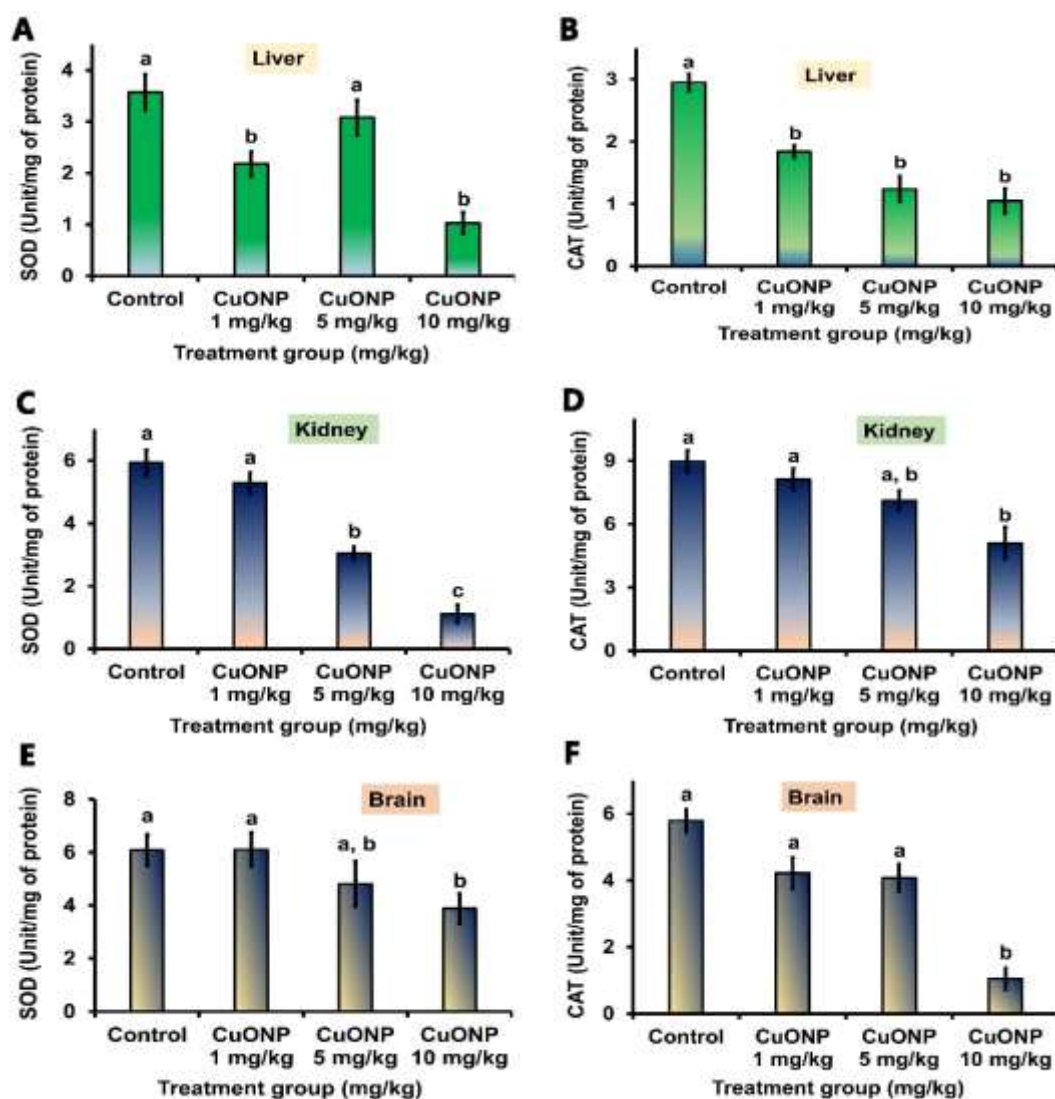 A
Liver
SOD (Unit/mg of protein)
4
3
2
1
0
a
b
a
b
Control CuONP CuONP CuONP
1 mg/kg 5 mg/kg 10 mg/kg
Treatment group (mg/kg)
B
Liver
CAT (Unit/mg of protein)
3
2
1
0
a
b
b
b
Control CuONP CuONP CuONP
1 mg/kg 5 mg/kg 10 mg/kg
Treatment group (mg/kg)
C
Kidney
SOD (Unit/mg of protein)
6
4
2
0
a
a
b
c
Control CuONP CuONP CuONP
1 mg/kg 5 mg/kg 10 mg/kg
Treatment group (mg/kg)
D
Kidney
CAT (Unit/mg of protein)
9
6
3
0
a
a
a, b
b
Control CuONP CuONP CuONP
1 mg/kg 5 mg/kg 10 mg/kg
Treatment group (mg/kg)
E
Brain
SOD (Unit/mg of protein)
8
6
4
2
0
a
a
a, b
b
Control CuONP CuONP CuONP
1 mg/kg 5 mg/kg 10 mg/kg
Treatment group (mg/kg)
F
Brain
CAT (Unit/mg of protein)
6
4
2
0
a
a
a
b
Control CuONP CuONP CuONP
1 mg/kg 5 mg/kg 10 mg/kg
Treatment group (mg/kg)